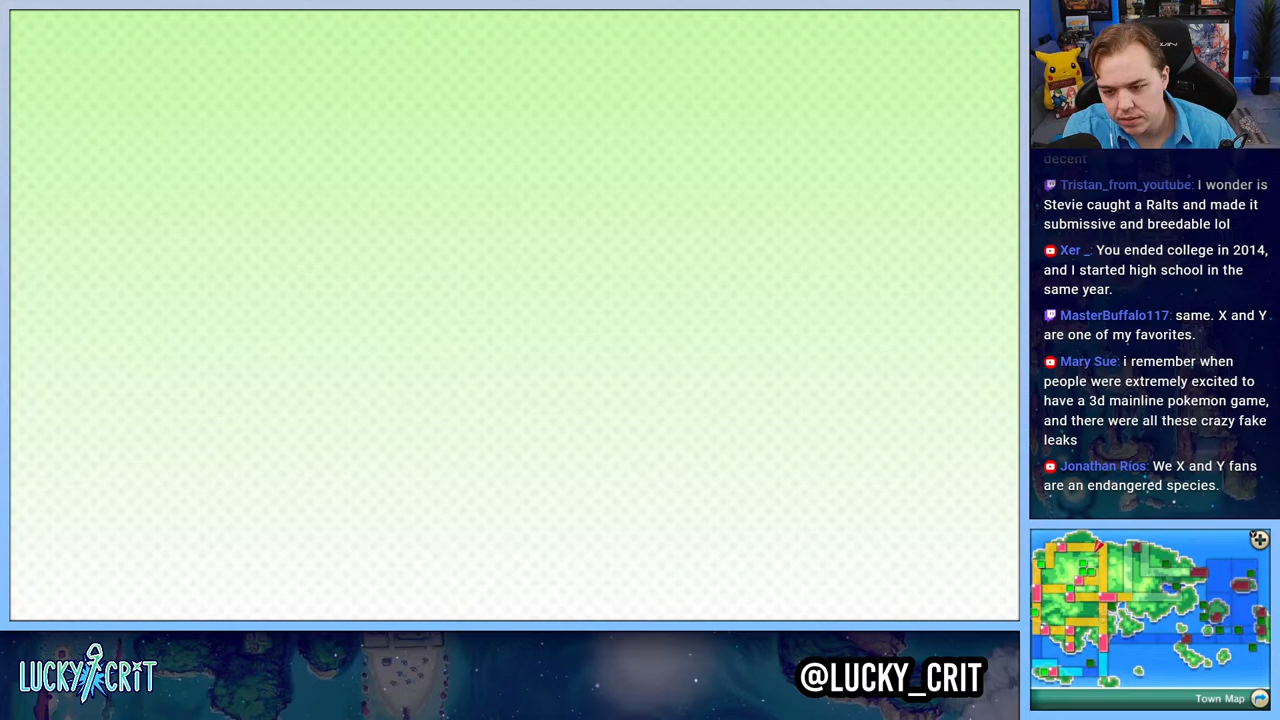 decent
Tristan_from_youtube: I wonder is
Stevie caught a Ralts and made it
submissive and breedable lol
Xer _: You ended college in 2014,
and I started high school in the
same year.
MasterBuffalo117: same. X and Y
are one of my favorites.
Mary Sue: i remember when
people were extremely excited to
have a 3d mainline pokemon game,
and there were all these crazy fake
leaks
Jonathan Ríos: We X and Y fans
are an endangered species.
Town Map
LUCKY CRIT
@LUCKY_CRIT